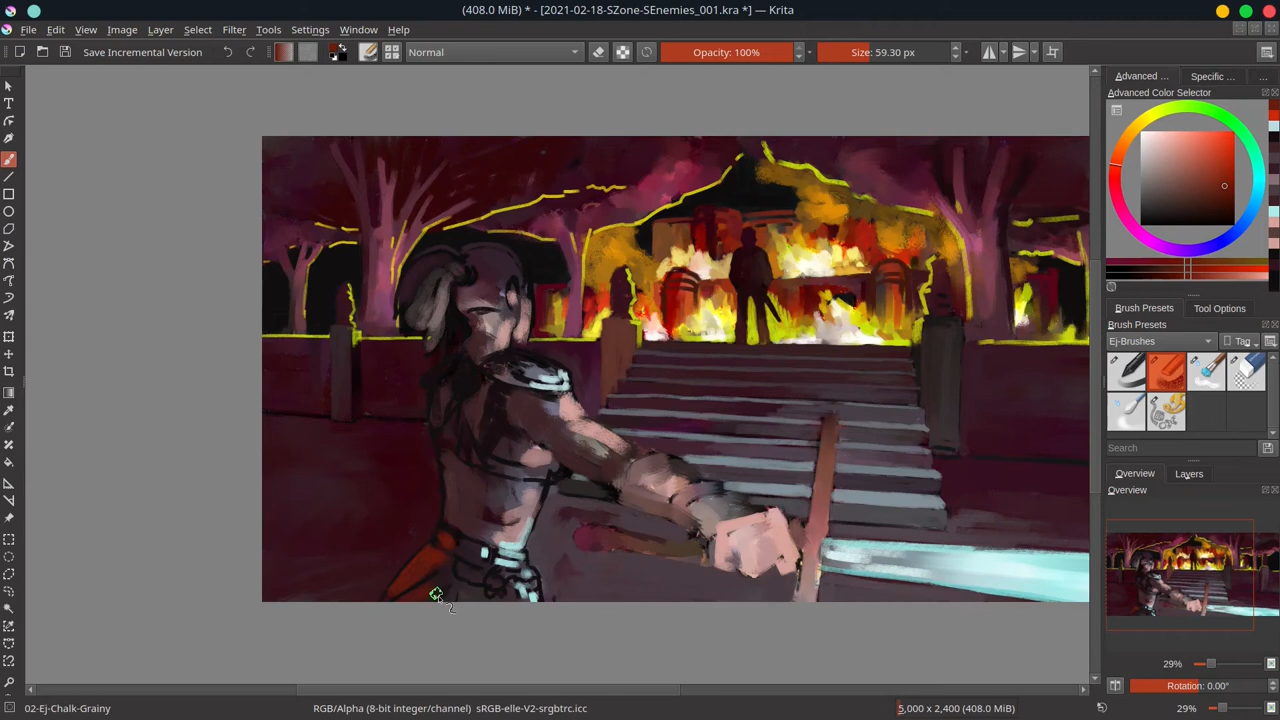 (408.0 MiB) * - [2021-02-18-SZone-SEnemies_001.kra *] — Krita
File Edit View Image Layer Select Filter Tools Settings Window Help
Save Incremental Version
Normal
Opacity: 100%
Size: 59.30 px
Advanced ...
Specific ...
...
Advanced Color Selector
Brush Presets
Tool Options
Brush Presets
Ej-Brushes
Tag
Search
Overview
Layers
Overview
29%
Rotation: 0.00°
02-Ej-Chalk-Grainy
RGB/Alpha (8-bit integer/channel) sRGB-elle-V2-srgbtrc.icc
5,000 x 2,400 (408.0 MiB)
29%